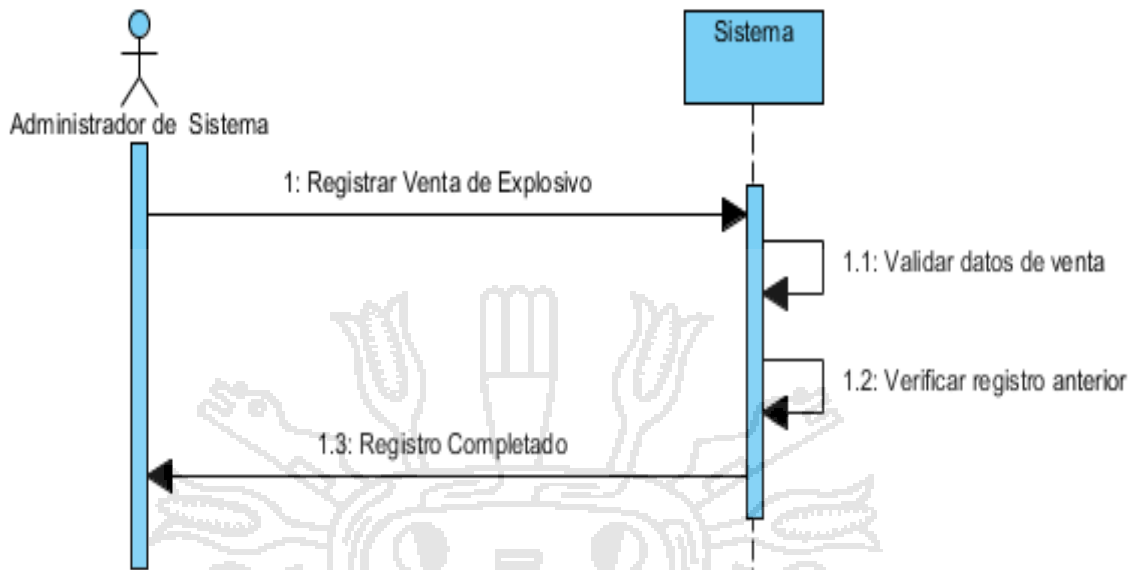 Sistema
Administrador de Sistema
1: Registrar Venta de Explosivo
1.1: Validar datos de venta
1.2: Verificar registro anterior
1.3: Registro Completado